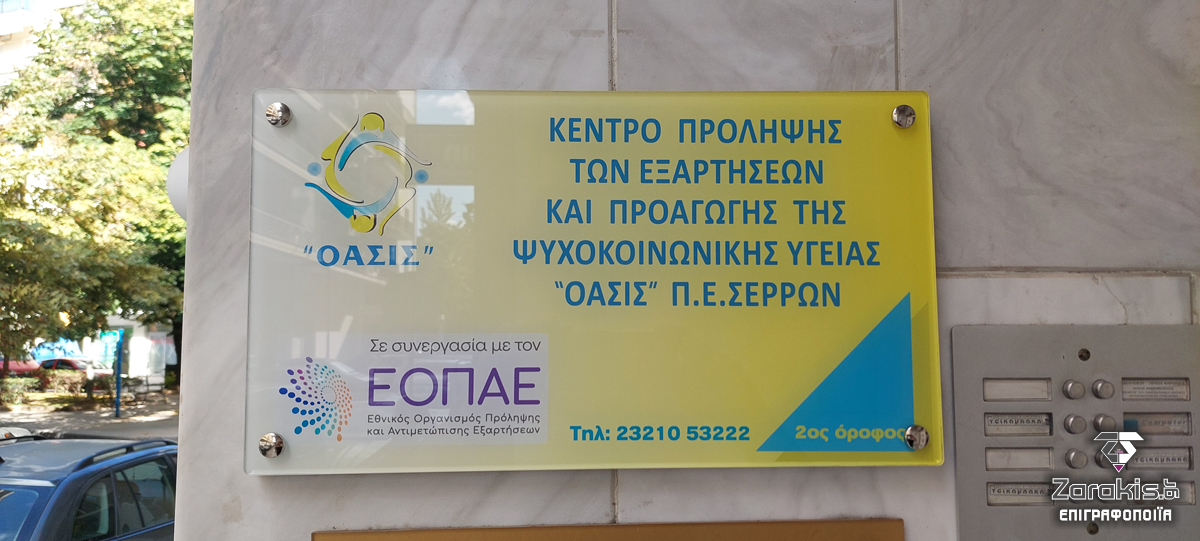 "ΟΑΣΙΣ"
ΚΕΝΤΡΟ ΠΡΟΛΗΨΗΣ
ΤΩΝ ΕΞΑΡΤΗΣΕΩΝ
ΚΑΙ ΠΡΟΑΓΩΓΗΣ ΤΗΣ
ΨΥΧΟΚΟΙΝΩΝΙΚΗΣ ΥΓΕΙΑΣ
"ΟΑΣΙΣ" Π.Ε.ΣΕΡΡΩΝ
Σε συνεργασία με τον
ΕΟΠΑΕ
Εθνικός Οργανισμός Πρόληψης
και Αντιμετώπισης Εξαρτήσεων
Τηλ: 23210 53222
2ος όροφος
Zarakis.gr
ΕΠΙΓΡΑΦΟΠΟΙΪΑ